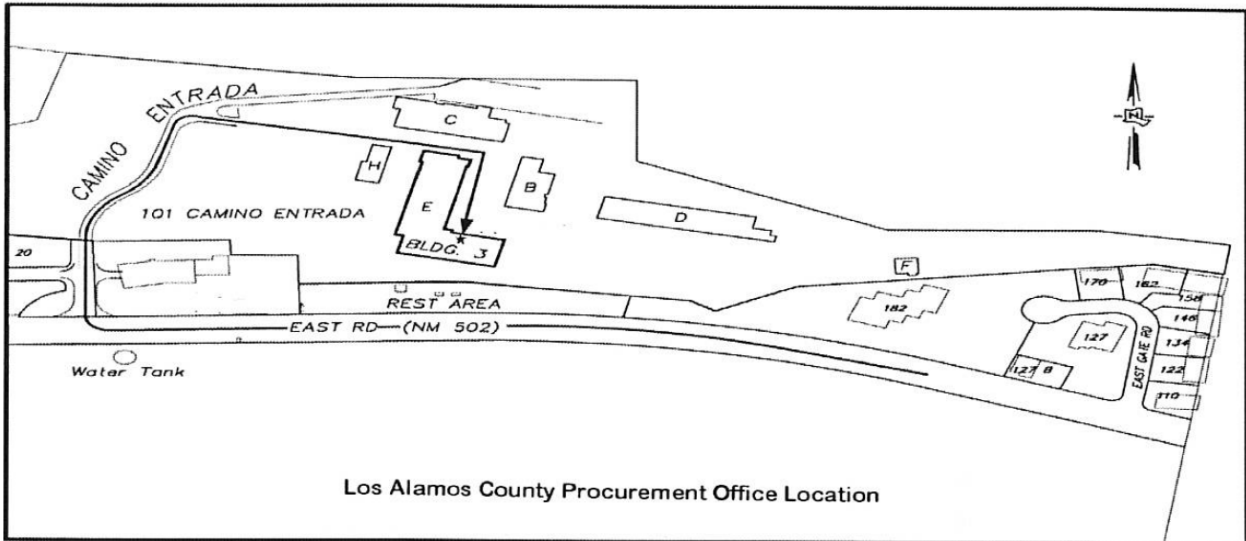 CAMINO ENTRADA
C
H
B
E
D
101 CAMINO ENTRADA
BLDG. 3
N
20
F
REST AREA
EAST RD (NM 502)
Water Tank
182
170
162
158
146
134
127
122
127 B
110
EAST GATE RD
Los Alamos County Procurement Office Location